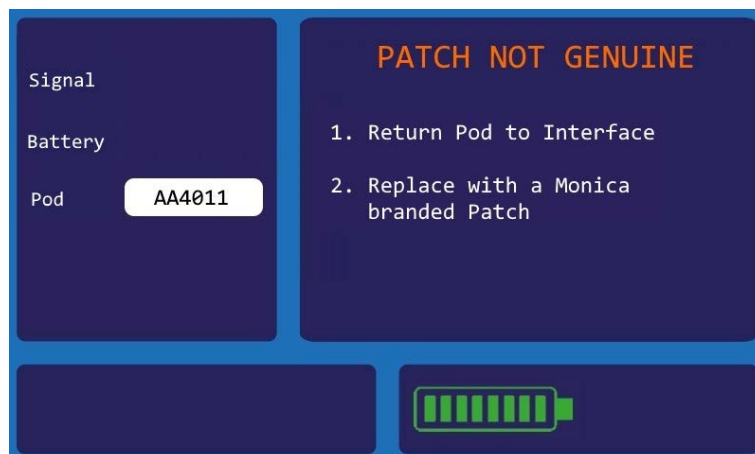 Signal
Battery
Pod
AA4011
PATCH NOT GENUINE
1. Return Pod to Interface
2. Replace with a Monica
branded Patch